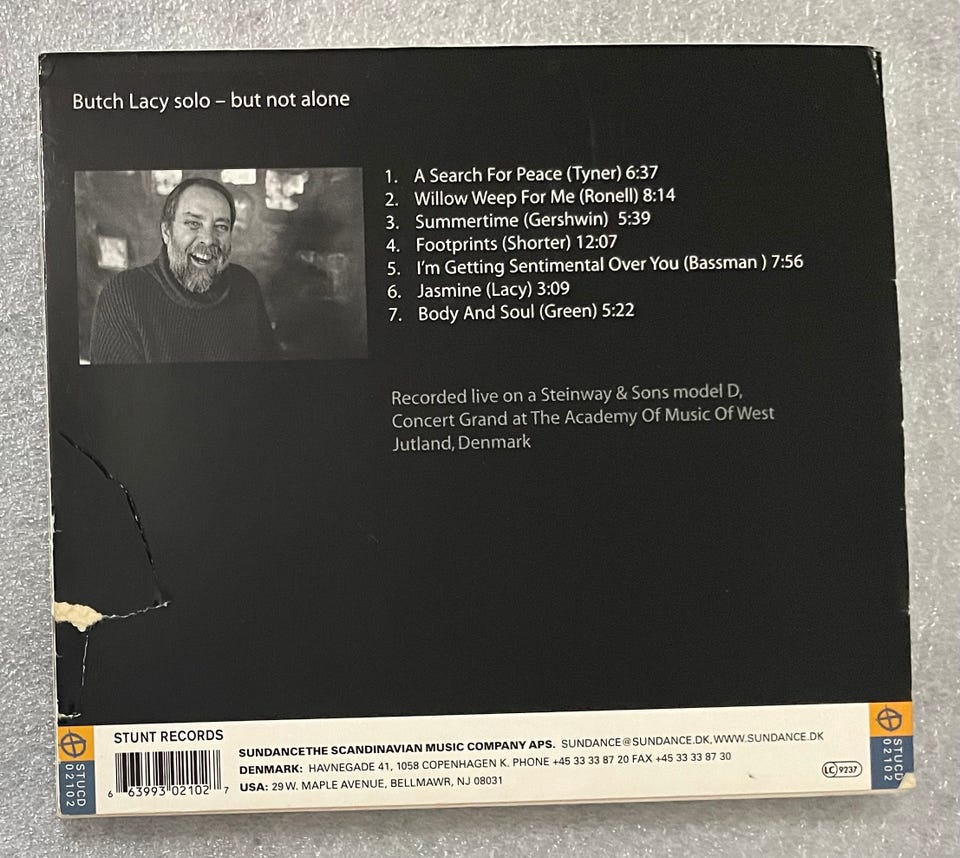 Butch Lacy solo – but not alone
1. A Search For Peace (Tyner) 6:37
2. Willow Weep For Me (Ronell) 8:14
3. Summertime (Gershwin) 5:39
4. Footprints (Shorter) 12:07
5. I'm Getting Sentimental Over You (Bassman ) 7:56
6. Jasmine (Lacy) 3:09
7. Body And Soul (Green) 5:22
Recorded live on a Steinway & Sons model D,
Concert Grand at The Academy Of Music Of West
Jutland, Denmark
STUNT RECORDS
SUNDANCETHE SCANDINAVIAN MUSIC COMPANY APS. SUNDANCE@SUNDANCE.DK, WWW.SUNDANCE.DK
DENMARK: HAVNEGADE 41, 1058 COPENHAGEN K, PHONE +45 33 33 87 20 FAX +45 33 33 87 30
USA: 29 W. MAPLE AVENUE, BELLMAWR, NJ 08031
6 63993 02102 7
LC 9237
STUCD
02102
STUCD
02102